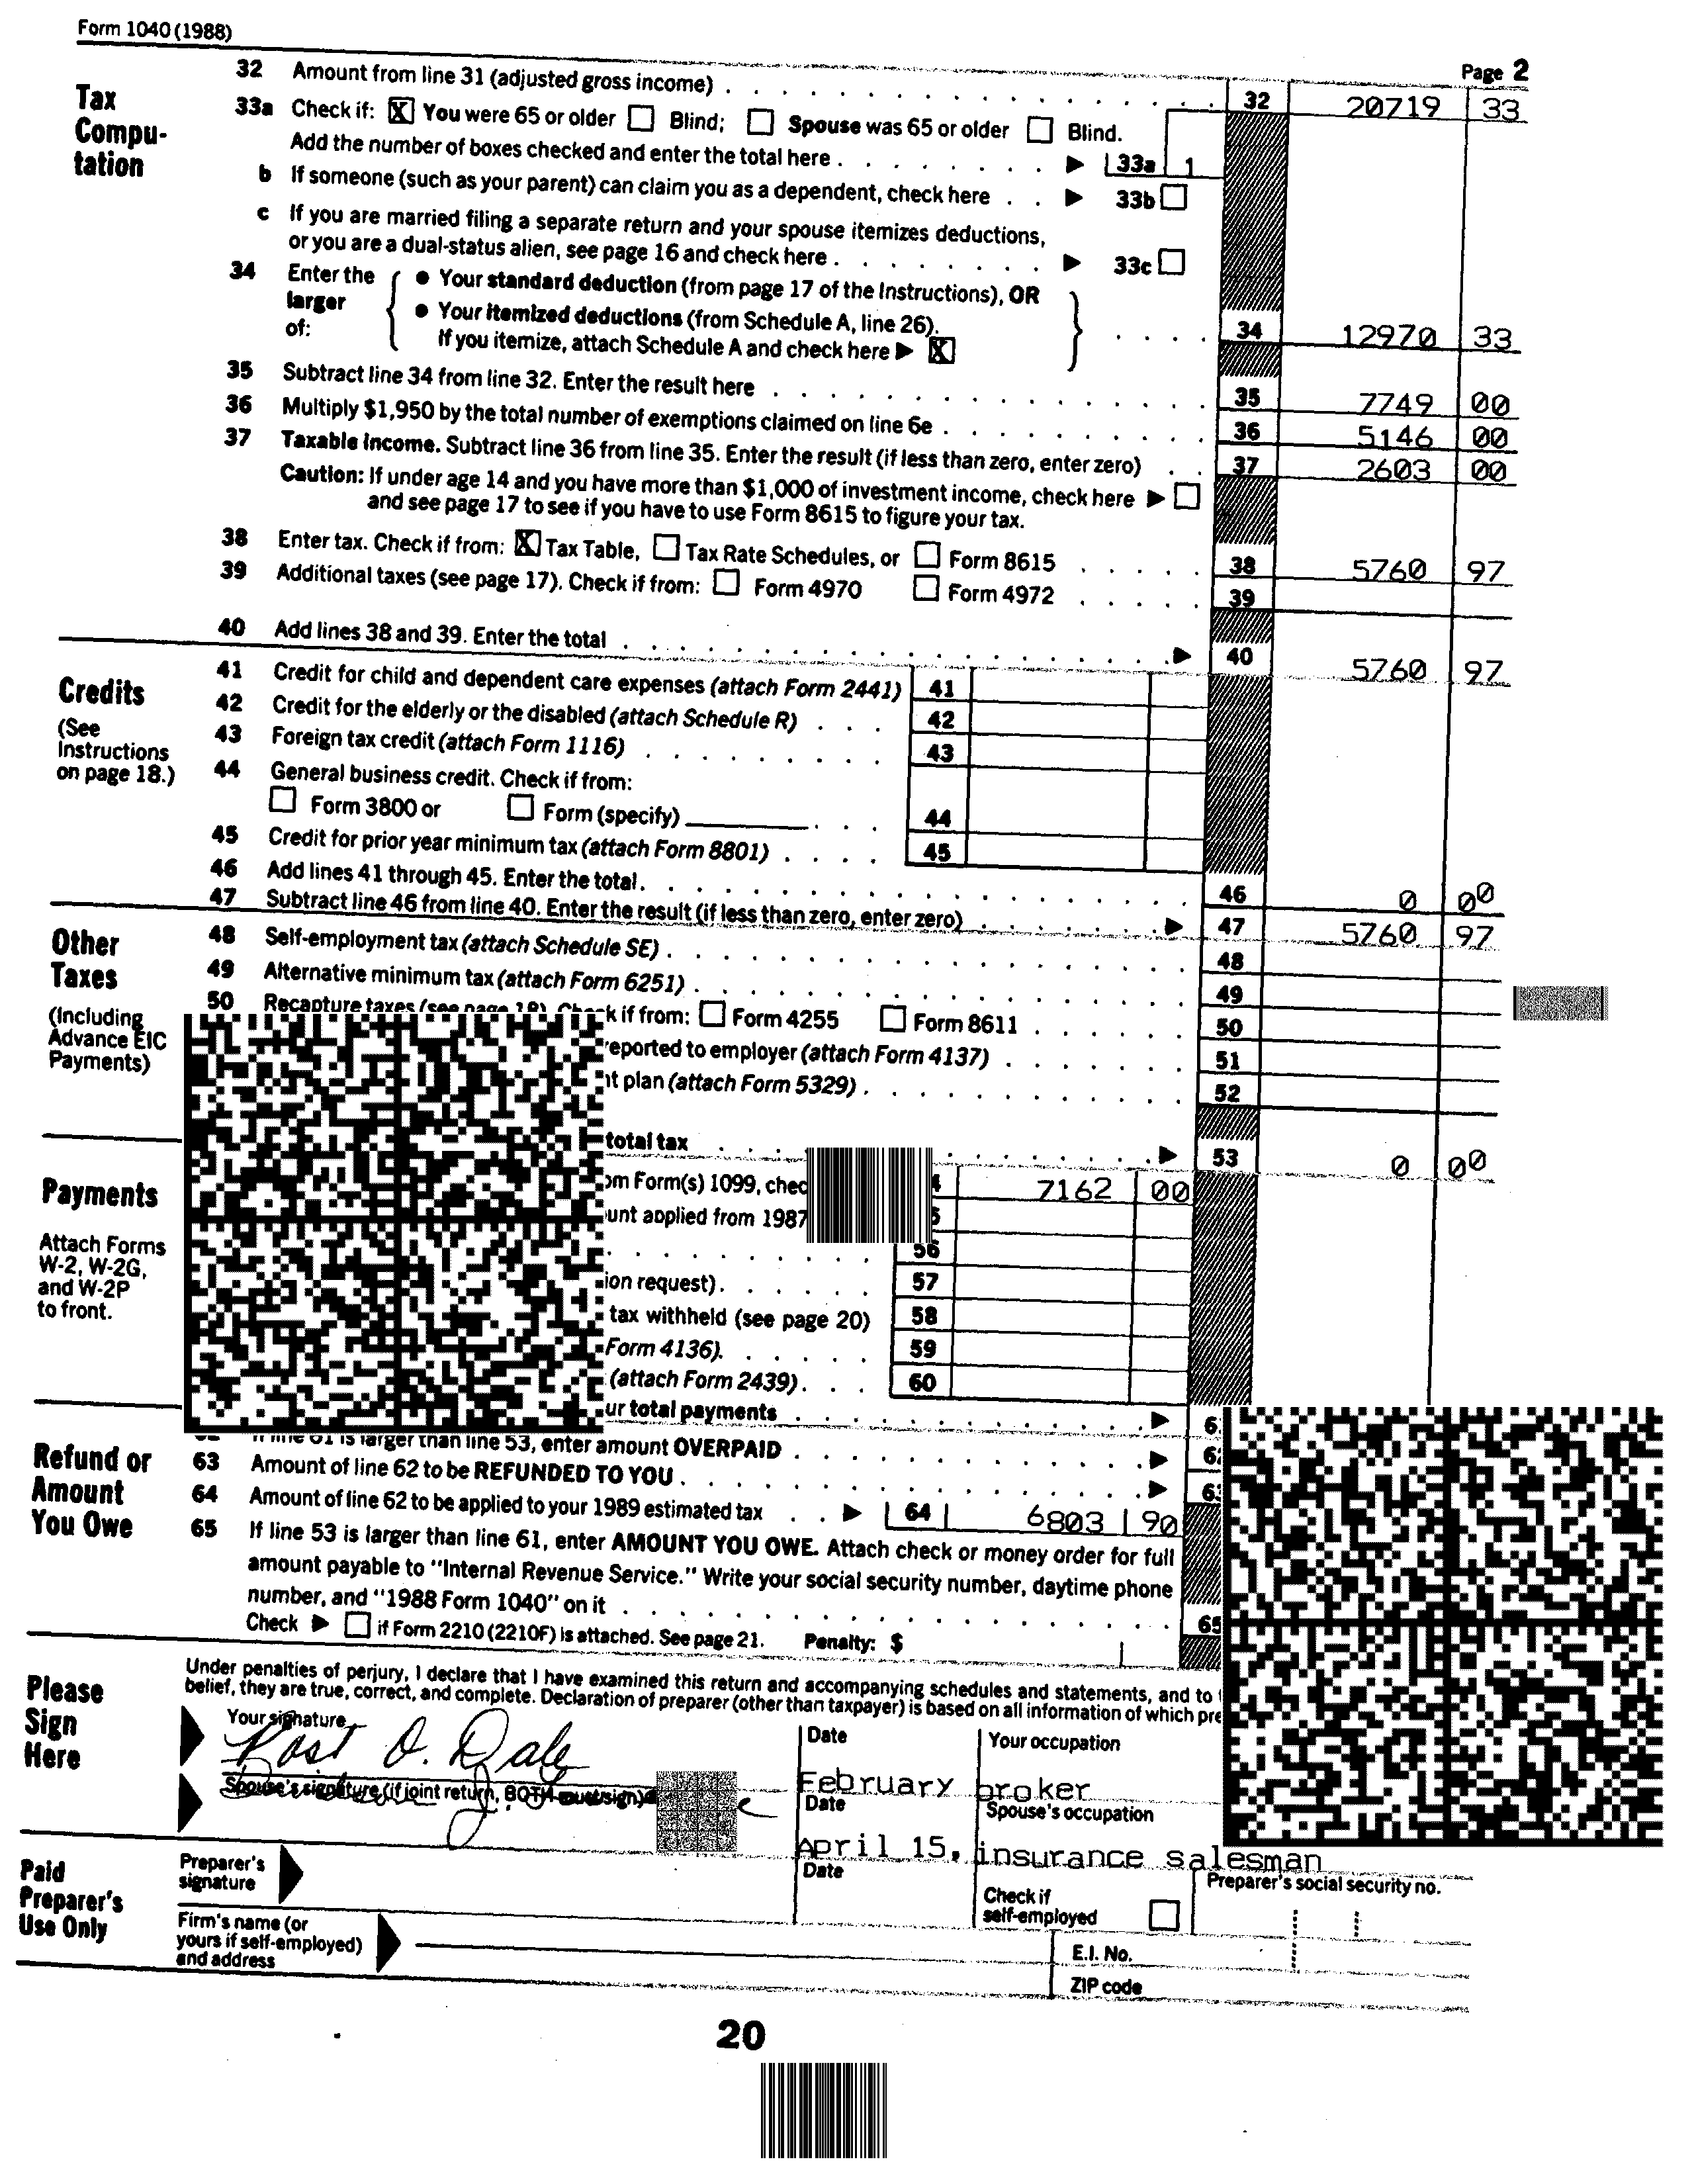 Form 1040 (1988)
Page 2
Tax Compu-tation
32 Amount from line 31 (adjusted gross income) 32 20719 33
33a Check if: X You were 65 or older Blind; Spouse was 65 or older Blind.
Add the number of boxes checked and enter the total here 33a 1
b If someone (such as your parent) can claim you as a dependent, check here 33b
c If you are married filing a separate return and your spouse itemizes deductions,
or you are a dual-status alien, see page 16 and check here 33c
34 Enter the larger of:
● Your standard deduction (from page 17 of the Instructions), OR
● Your itemized deductions (from Schedule A, line 26).
If you itemize, attach Schedule A and check here ▶ X 34 12970 33
35 Subtract line 34 from line 32. Enter the result here 35 7749 00
36 Multiply $1,950 by the total number of exemptions claimed on line 6e 36 5146 00
37 Taxable income. Subtract line 36 from line 35. Enter the result (if less than zero, enter zero) 37 2603 00
Caution: If under age 14 and you have more than $1,000 of investment income, check here ▶
and see page 17 to see if you have to use Form 8615 to figure your tax.
38 Enter tax. Check if from: X Tax Table, Tax Rate Schedules, or Form 8615 38 5760 97
39 Additional taxes (see page 17). Check if from: Form 4970 Form 4972 39
40 Add lines 38 and 39. Enter the total ▶ 40 5760 97
Credits
(See Instructions on page 18.)
41 Credit for child and dependent care expenses (attach Form 2441) 41
42 Credit for the elderly or the disabled (attach Schedule R) 42
43 Foreign tax credit (attach Form 1116) 43
44 General business credit. Check if from:
Form 3800 or Form (specify) 44
45 Credit for prior year minimum tax (attach Form 8801) 45
46 Add lines 41 through 45. Enter the total. 46 0 00
47 Subtract line 46 from line 40. Enter the result (if less than zero, enter zero) ▶ 47 5760 97
Other Taxes
(Including Advance EIC Payments)
48 Self-employment tax (attach Schedule SE) 48
49 Alternative minimum tax (attach Form 6251) 49
50 Recapture taxes (see page 18). Check if from: Form 4255 Form 8611 50
reported to employer (attach Form 4137) 51
plan (attach Form 5329) 52
total tax ▶ 53 0 00
Payments
Attach Forms W-2, W-2G, and W-2P to front.
Form(s) 1099, 7162 00
applied from 1987
56
request) 57
tax withheld (see page 20) 58
Form 4136). 59
(attach Form 2439) 60
total payments ▶
Refund or Amount You Owe
If line 61 is larger than line 53, enter amount OVERPAID ▶
63 Amount of line 62 to be REFUNDED TO YOU ▶
64 Amount of line 62 to be applied to your 1989 estimated tax ▶ 64 6803 90
65 If line 53 is larger than line 61, enter AMOUNT YOU OWE. Attach check or money order for full
amount payable to "Internal Revenue Service." Write your social security number, daytime phone
number, and "1988 Form 1040" on it 65
Check ▶ if Form 2210 (2210F) is attached. See page 21. Penalty: $
Please Sign Here
Under penalties of perjury, I declare that I have examined this return and accompanying schedules and statements, and to
belief, they are true, correct, and complete. Declaration of preparer (other than taxpayer) is based on all information of which
Your signature Date Your occupation
Rost O. Dale February broker
Spouse's signature (if joint return, BOTH must sign) Date Spouse's occupation
April 15, insurance salesman
Paid Preparer's Use Only
Preparer's signature Date Check if self-employed Preparer's social security no.
Firm's name (or yours if self-employed) and address
E.I. No.
ZIP code
20